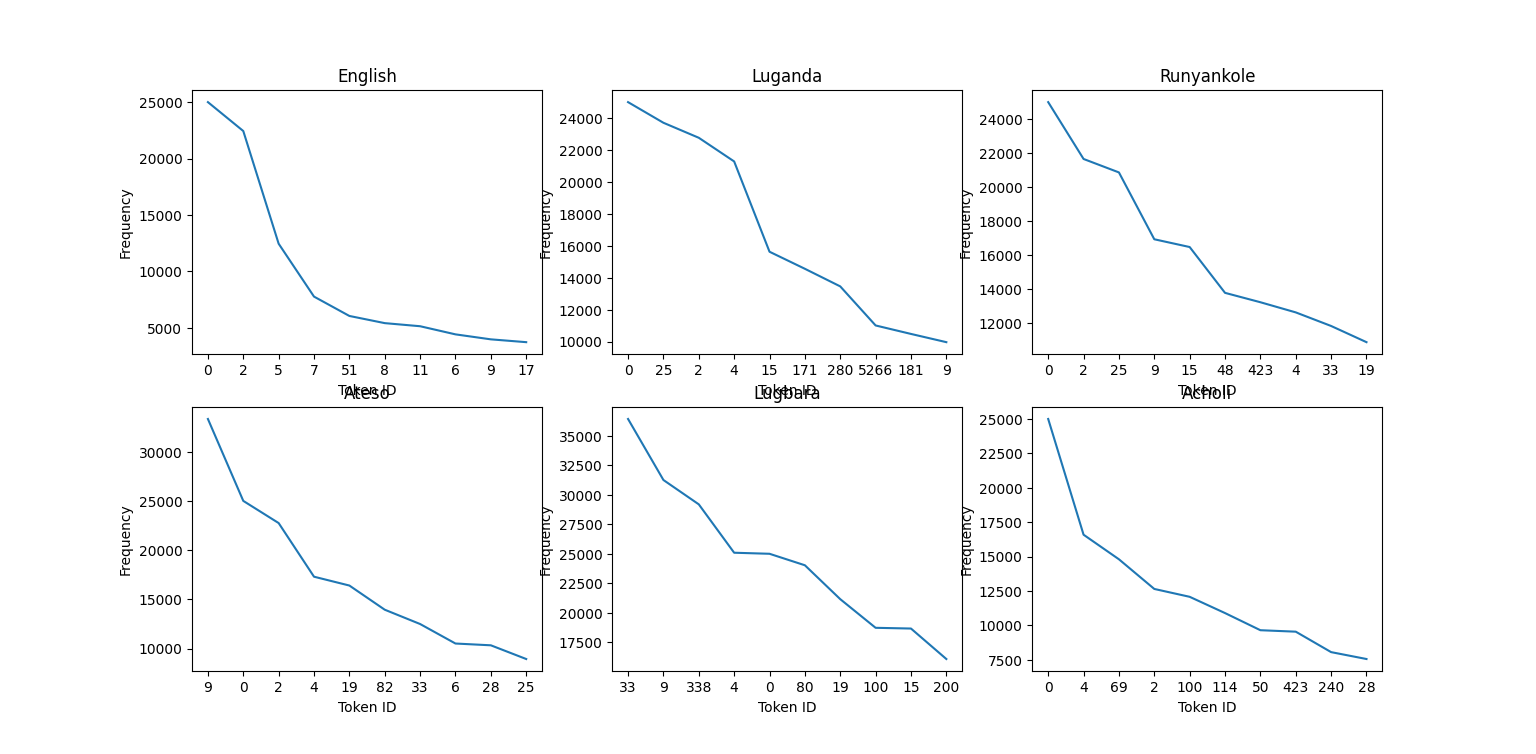 English
Frequency
25000
20000
15000
10000
5000
0 2 5 7 51 8 11 6 9 17
Token ID
Luganda
Frequency
24000
22000
20000
18000
16000
14000
12000
10000
0 25 2 4 15 171 280 5266 181 9
Token ID
Runyankole
Frequency
24000
22000
20000
18000
16000
14000
12000
0 2 25 9 15 48 423 4 33 19
Token ID
Ateso
Frequency
30000
25000
20000
15000
10000
9 0 2 4 19 82 33 6 28 25
Token ID
Lugbara
Frequency
35000
32500
30000
27500
25000
22500
20000
17500
33 9 338 4 0 80 19 100 15 200
Token ID
Acholi
Frequency
25000
22500
20000
17500
15000
12500
10000
7500
0 4 69 2 100 114 50 423 240 28
Token ID